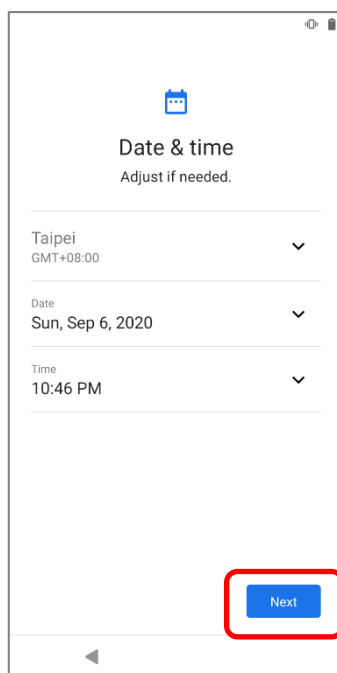 Date & time
Adjust if needed.
Taipei
GMT+08:00
Date
Sun, Sep 6, 2020
Time
10:46 PM
Next